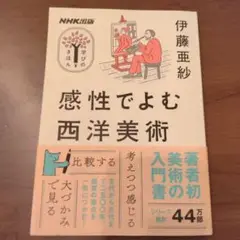 NHK出版
学びのきほん
伊藤亜紗
感性でよむ
西洋美術
著者初
美術の
入門書
シリーズ
累計
44万部
考えつつ感じる
比較する
大づかみで見る